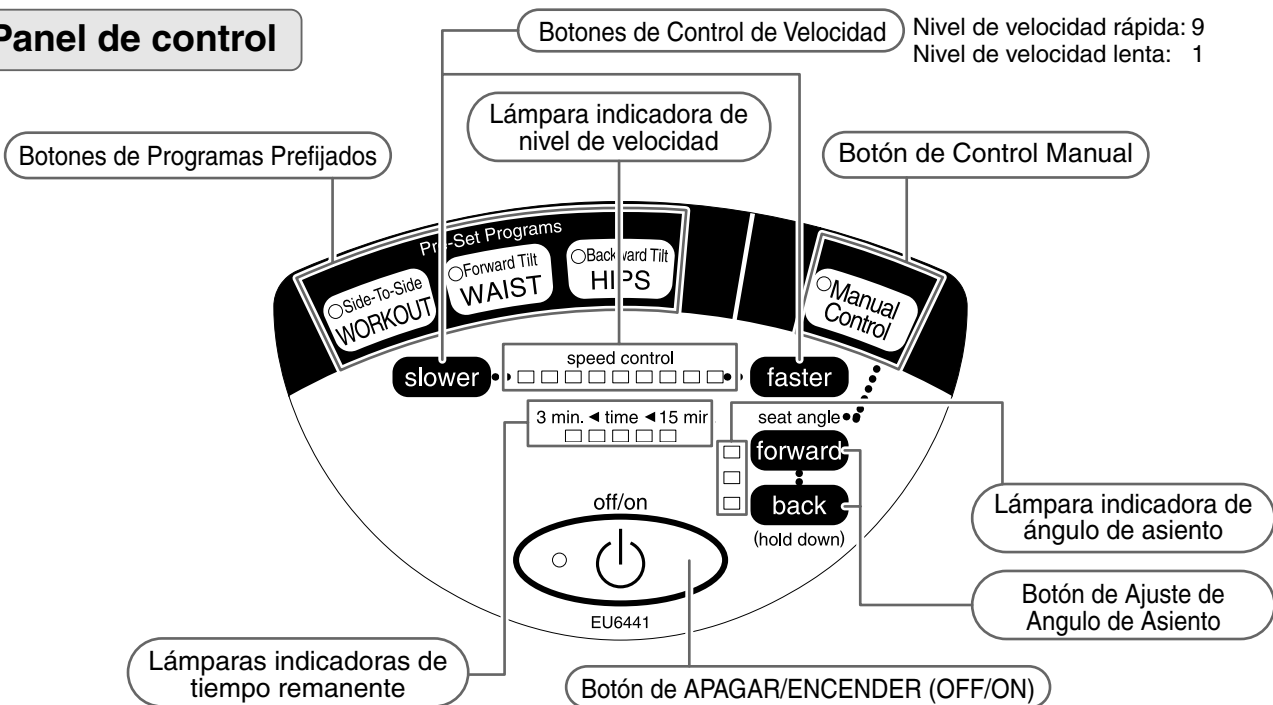 Panel de control
Botones de Control de Velocidad
Nivel de velocidad rápida: 9
Nivel de velocidad lenta: 1
Lámpara indicadora de
nivel de velocidad
Botones de Programas Prefijados
Botón de Control Manual
Pre-Set Programs
Side-To-Side
WORKOUT
Forward Tilt
WAIST
Backward Tilt
HIPS
Manual
Control
slower
speed control
faster
3 min. ◄ time ◄ 15 min
seat angle
forward
back
(hold down)
off/on
EU6441
Lámpara indicadora de
ángulo de asiento
Botón de Ajuste de
Angulo de Asiento
Lámparas indicadoras de
tiempo remanente
Botón de APAGAR/ENCENDER (OFF/ON)